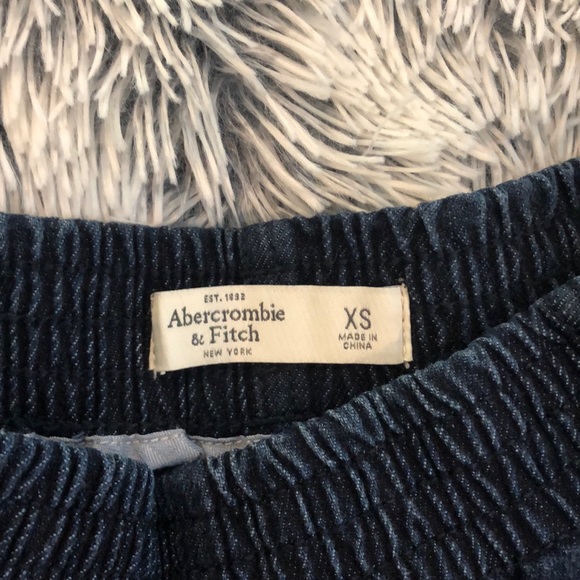 EST. 1892
Abercrombie
& Fitch
NEW YORK
XS
MADE IN
CHINA